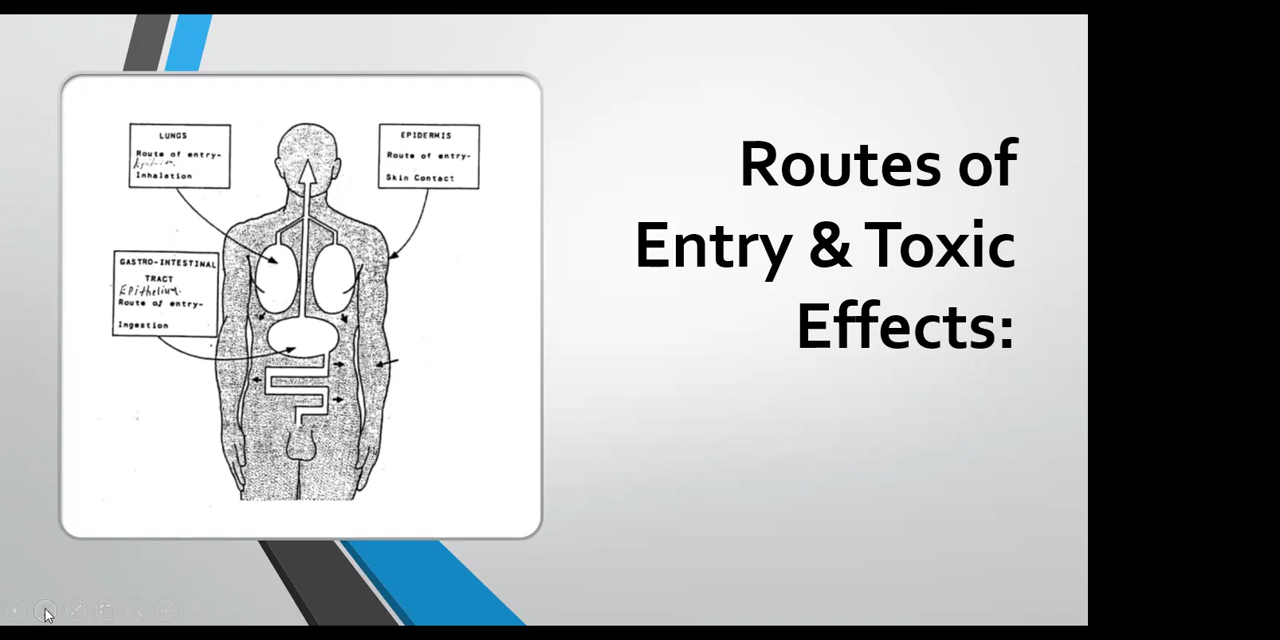 LUNGS
Route of entry-
Inhalation
EPIDERMIS
Route of entry-
Skin Contact
GASTRO-INTESTINAL
TRACT
Epithelium
Route of entry-
Ingestion
Routes of
Entry & Toxic
Effects: